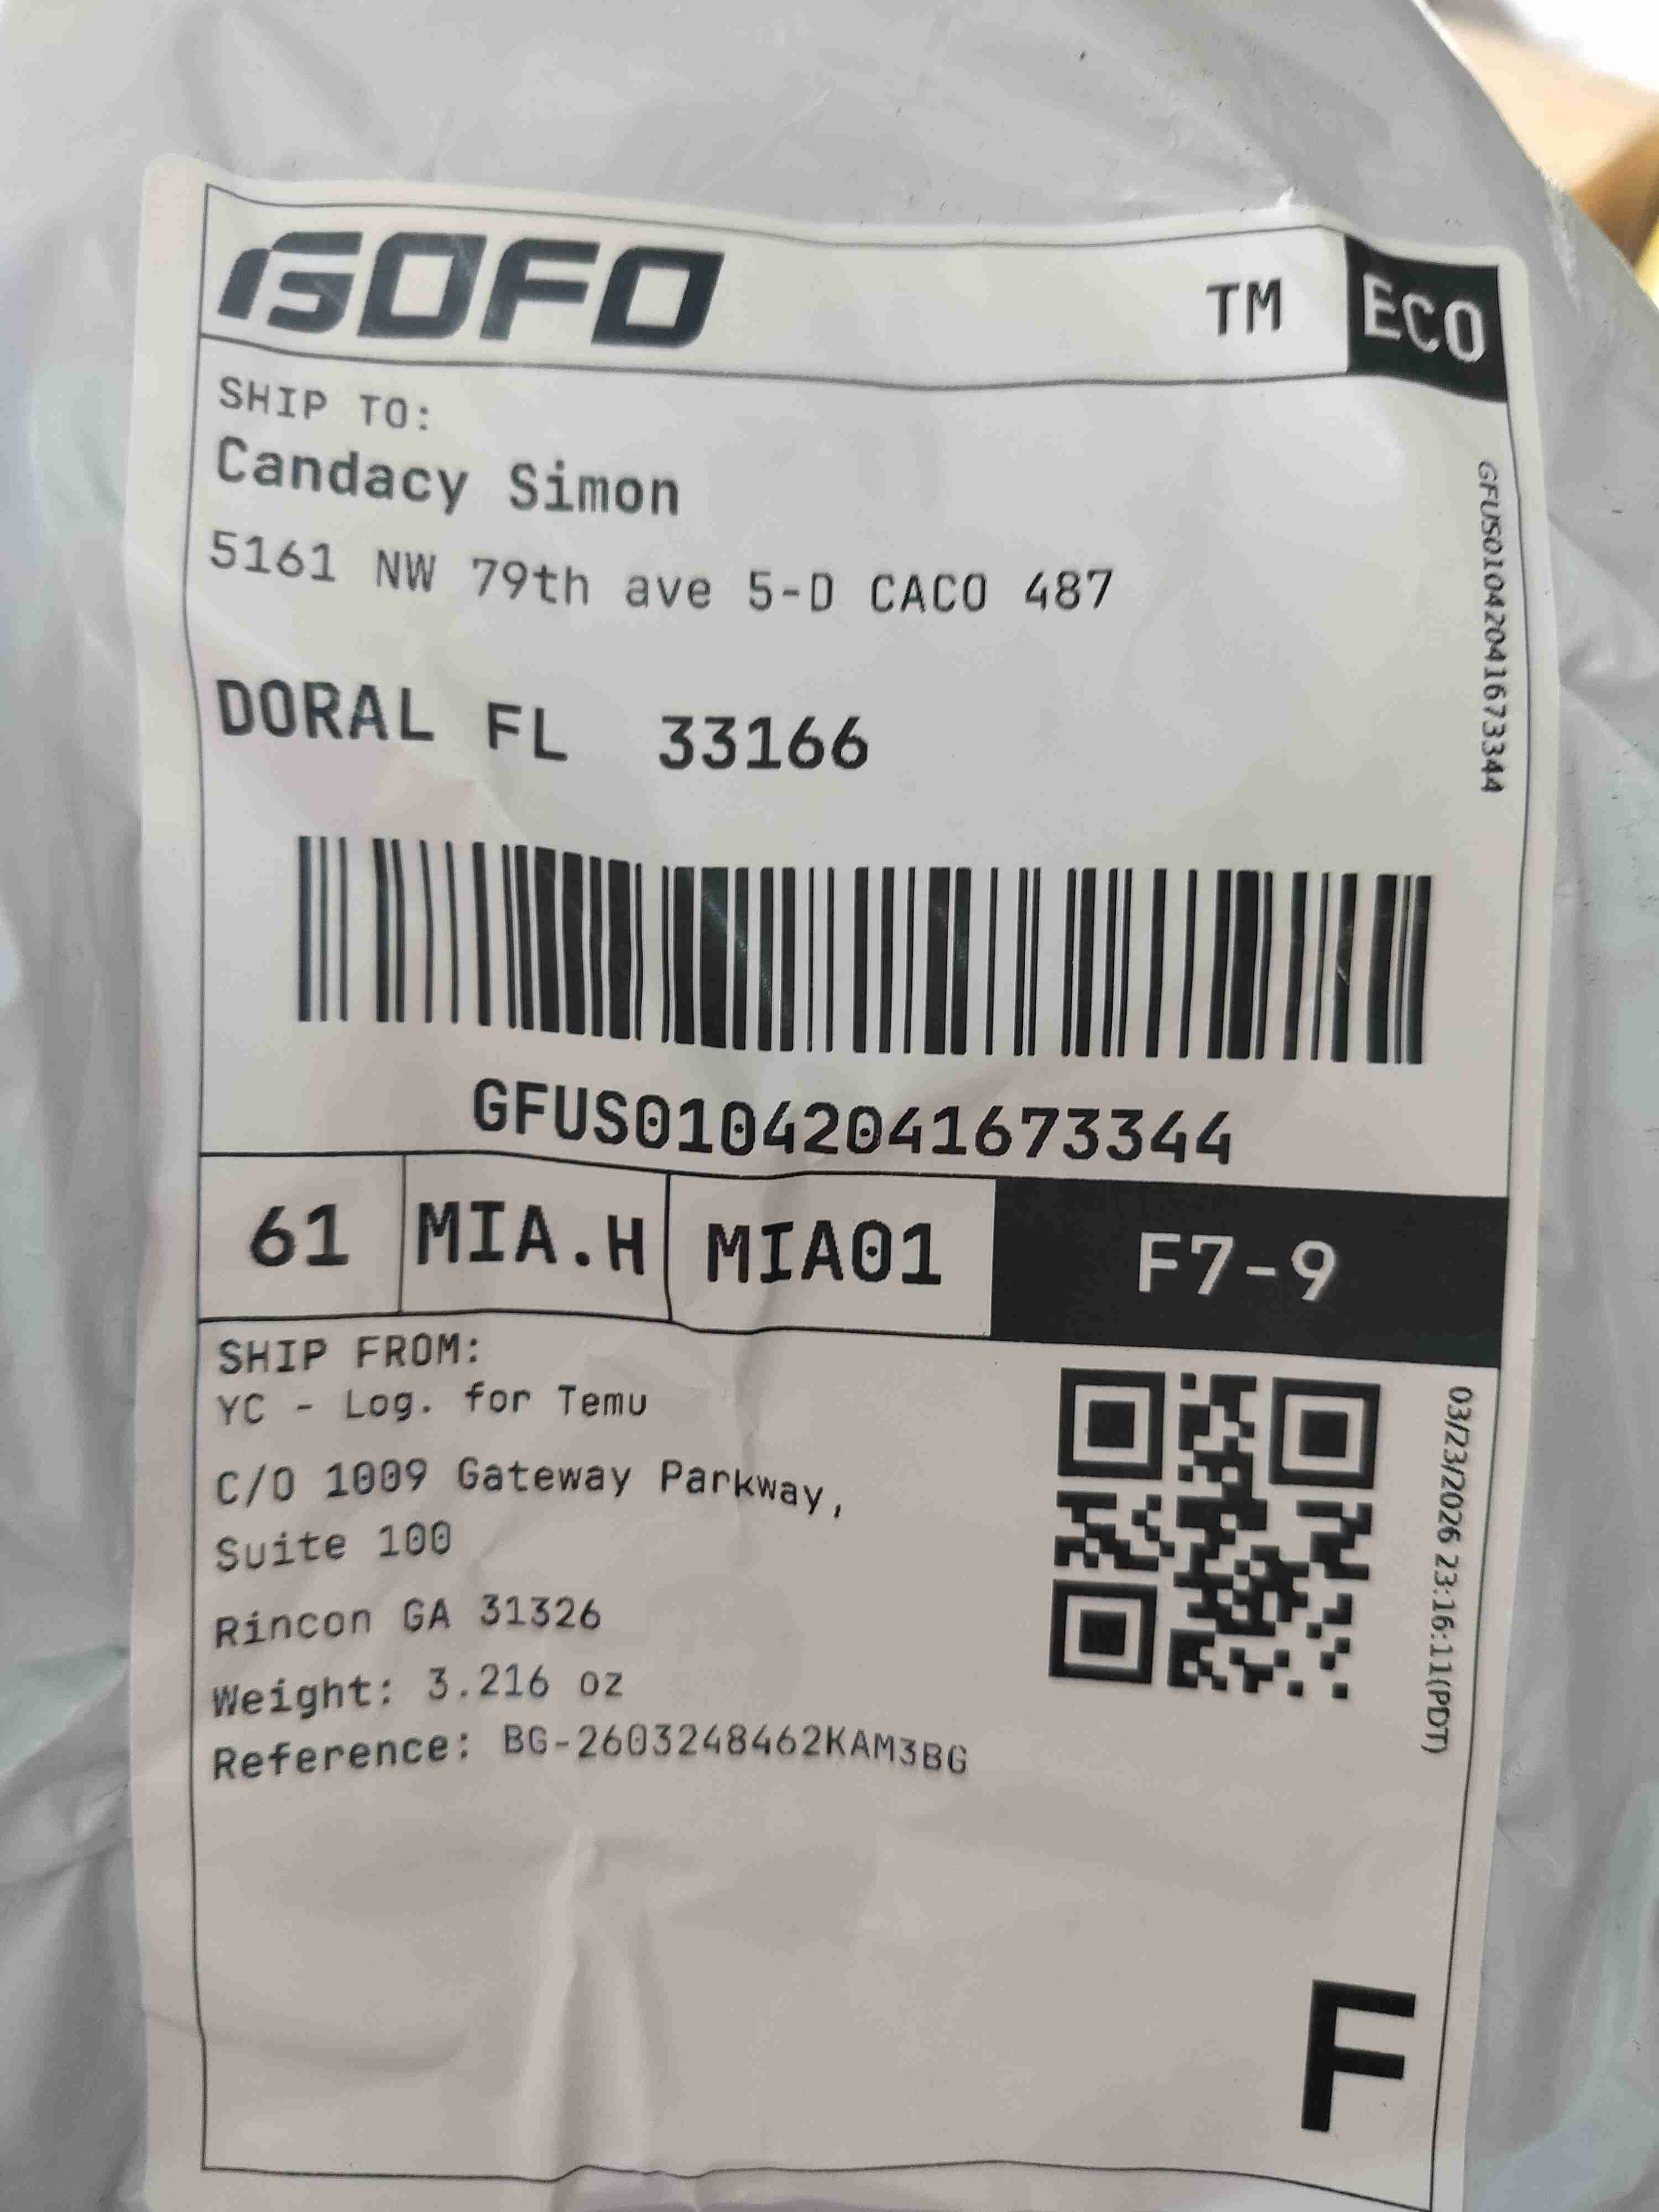 GOFO
TM
ECO
SHIP TO:
Candacy Simon
5161 NW 79th ave 5-D CACO 487
DORAL FL 33166
GFUS01042041673344
GFUS01042041673344
61
MIA.H
MIA01
F7-9
SHIP FROM:
YC - Log. for Temu
C/O 1009 Gateway Parkway,
Suite 100
Rincon GA 31326
Weight: 3.216 oz
Reference: BG-2603248462KAM3BG
03/23/2026 23:16:11(PDT)
F